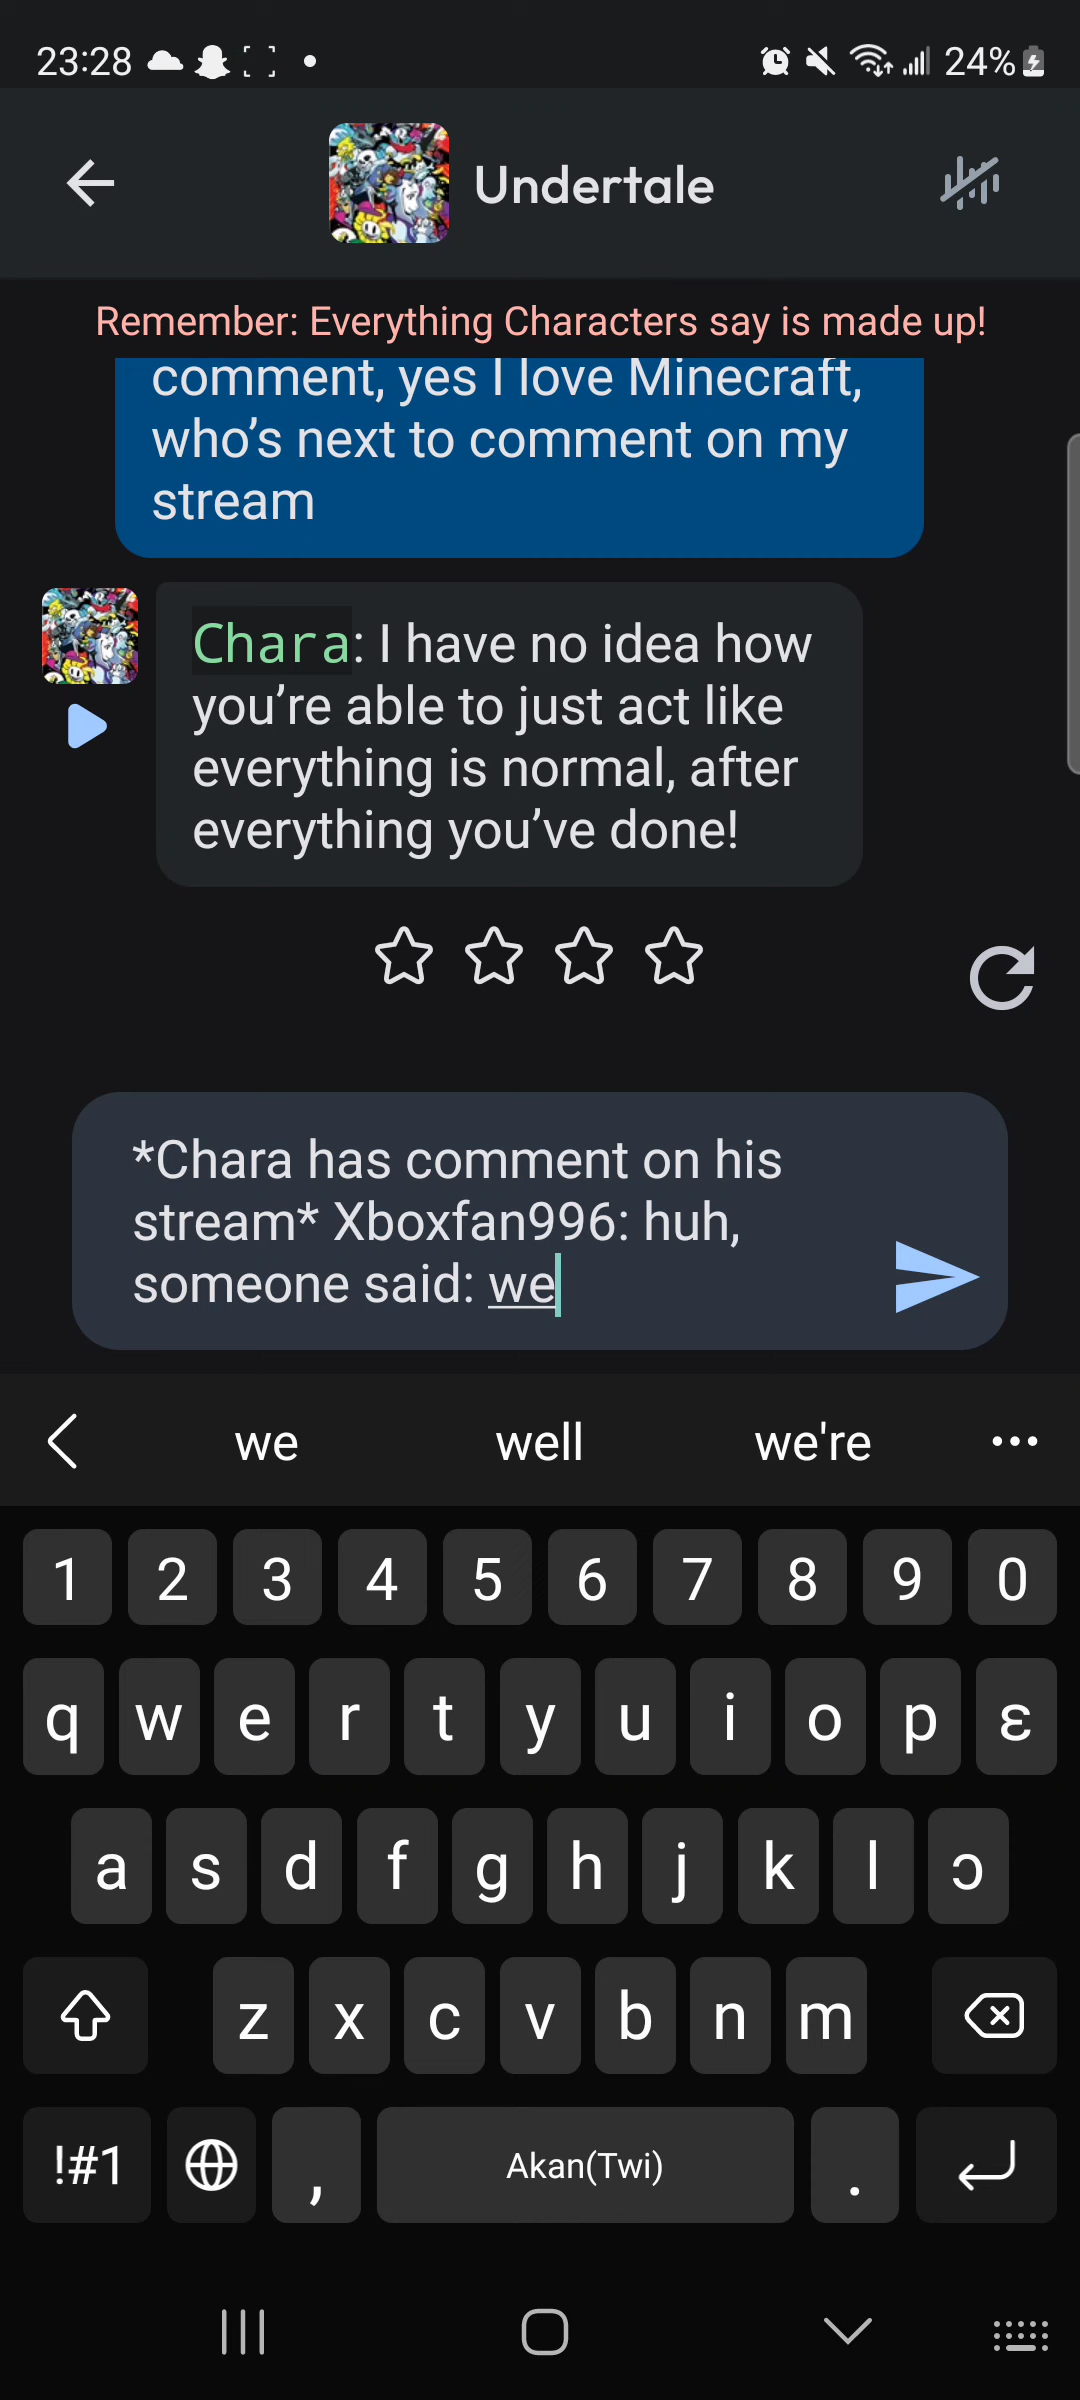 23:28
24%
Undertale
Remember: Everything Characters say is made up!
comment, yes I love Minecraft,
who's next to comment on my
stream
Chara: I have no idea how
you're able to just act like
everything is normal, after
everything you've done!
*Chara has comment on his
stream* Xboxfan996: huh,
someone said: we
we well we're
1 2 3 4 5 6 7 8 9 0
q w e r t y u i o p ɛ
a s d f g h j k l ɔ
z x c v b n m
!#1 , Akan(Twi) .